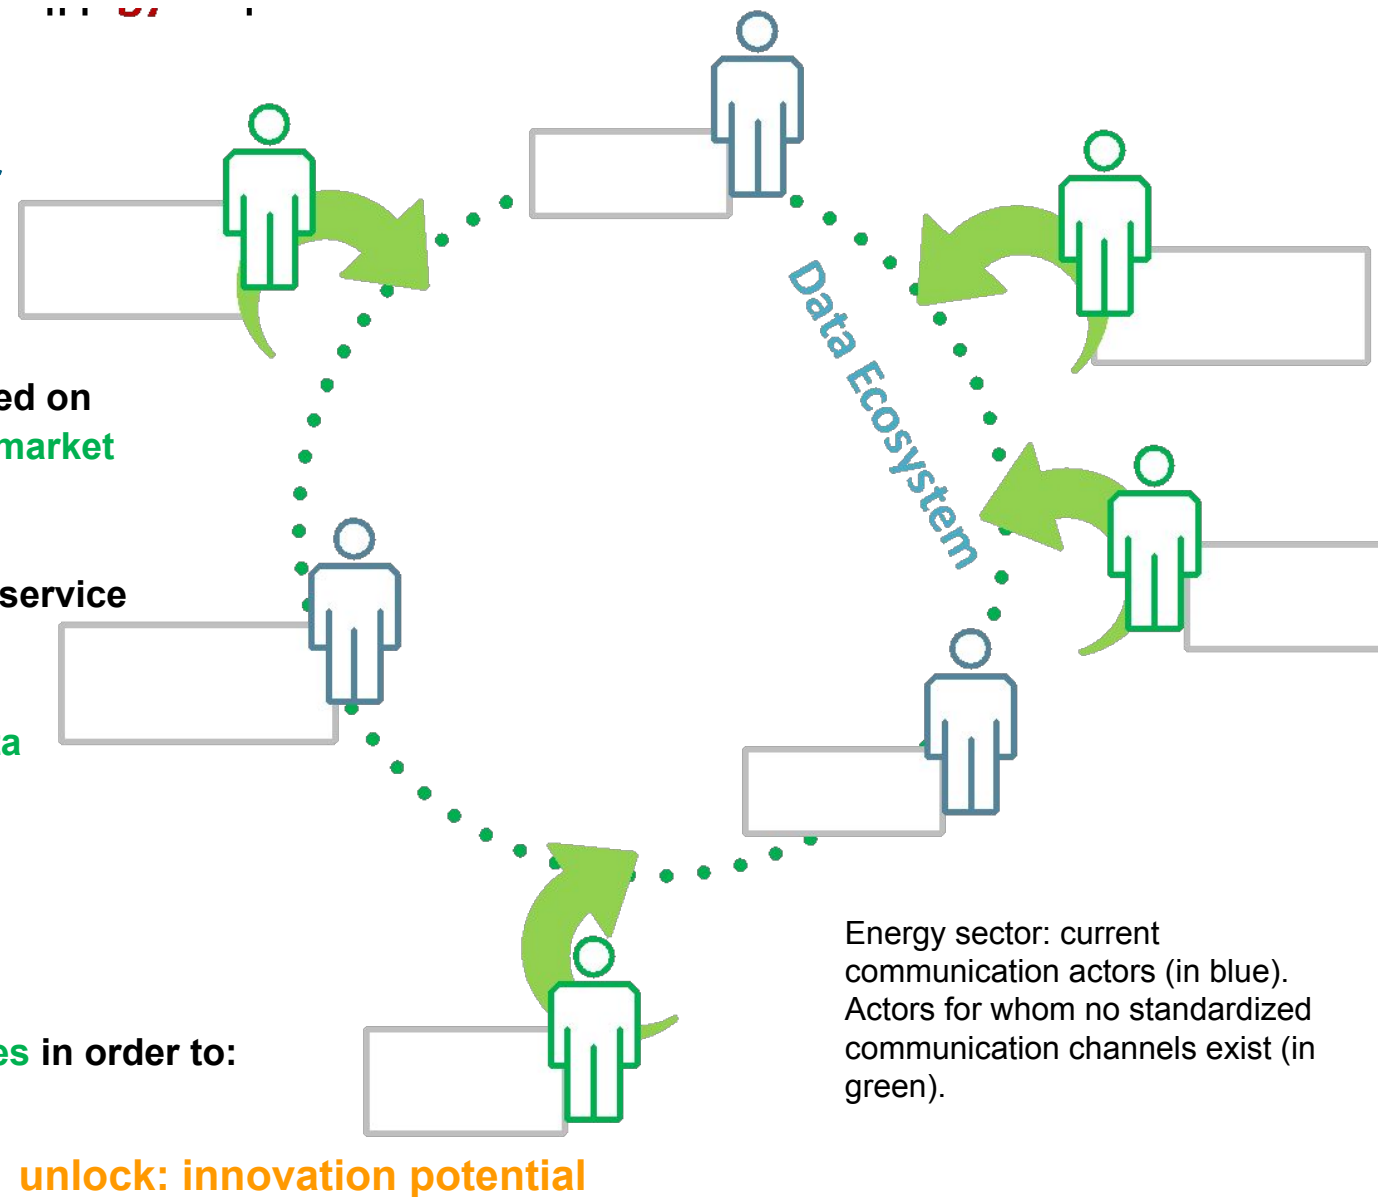 Data Ecosystem
ed on
market
service
ta
es in order to:
Energy sector: current
communication actors (in blue).
Actors for whom no standardized
communication channels exist (in
green).
unlock: innovation potential